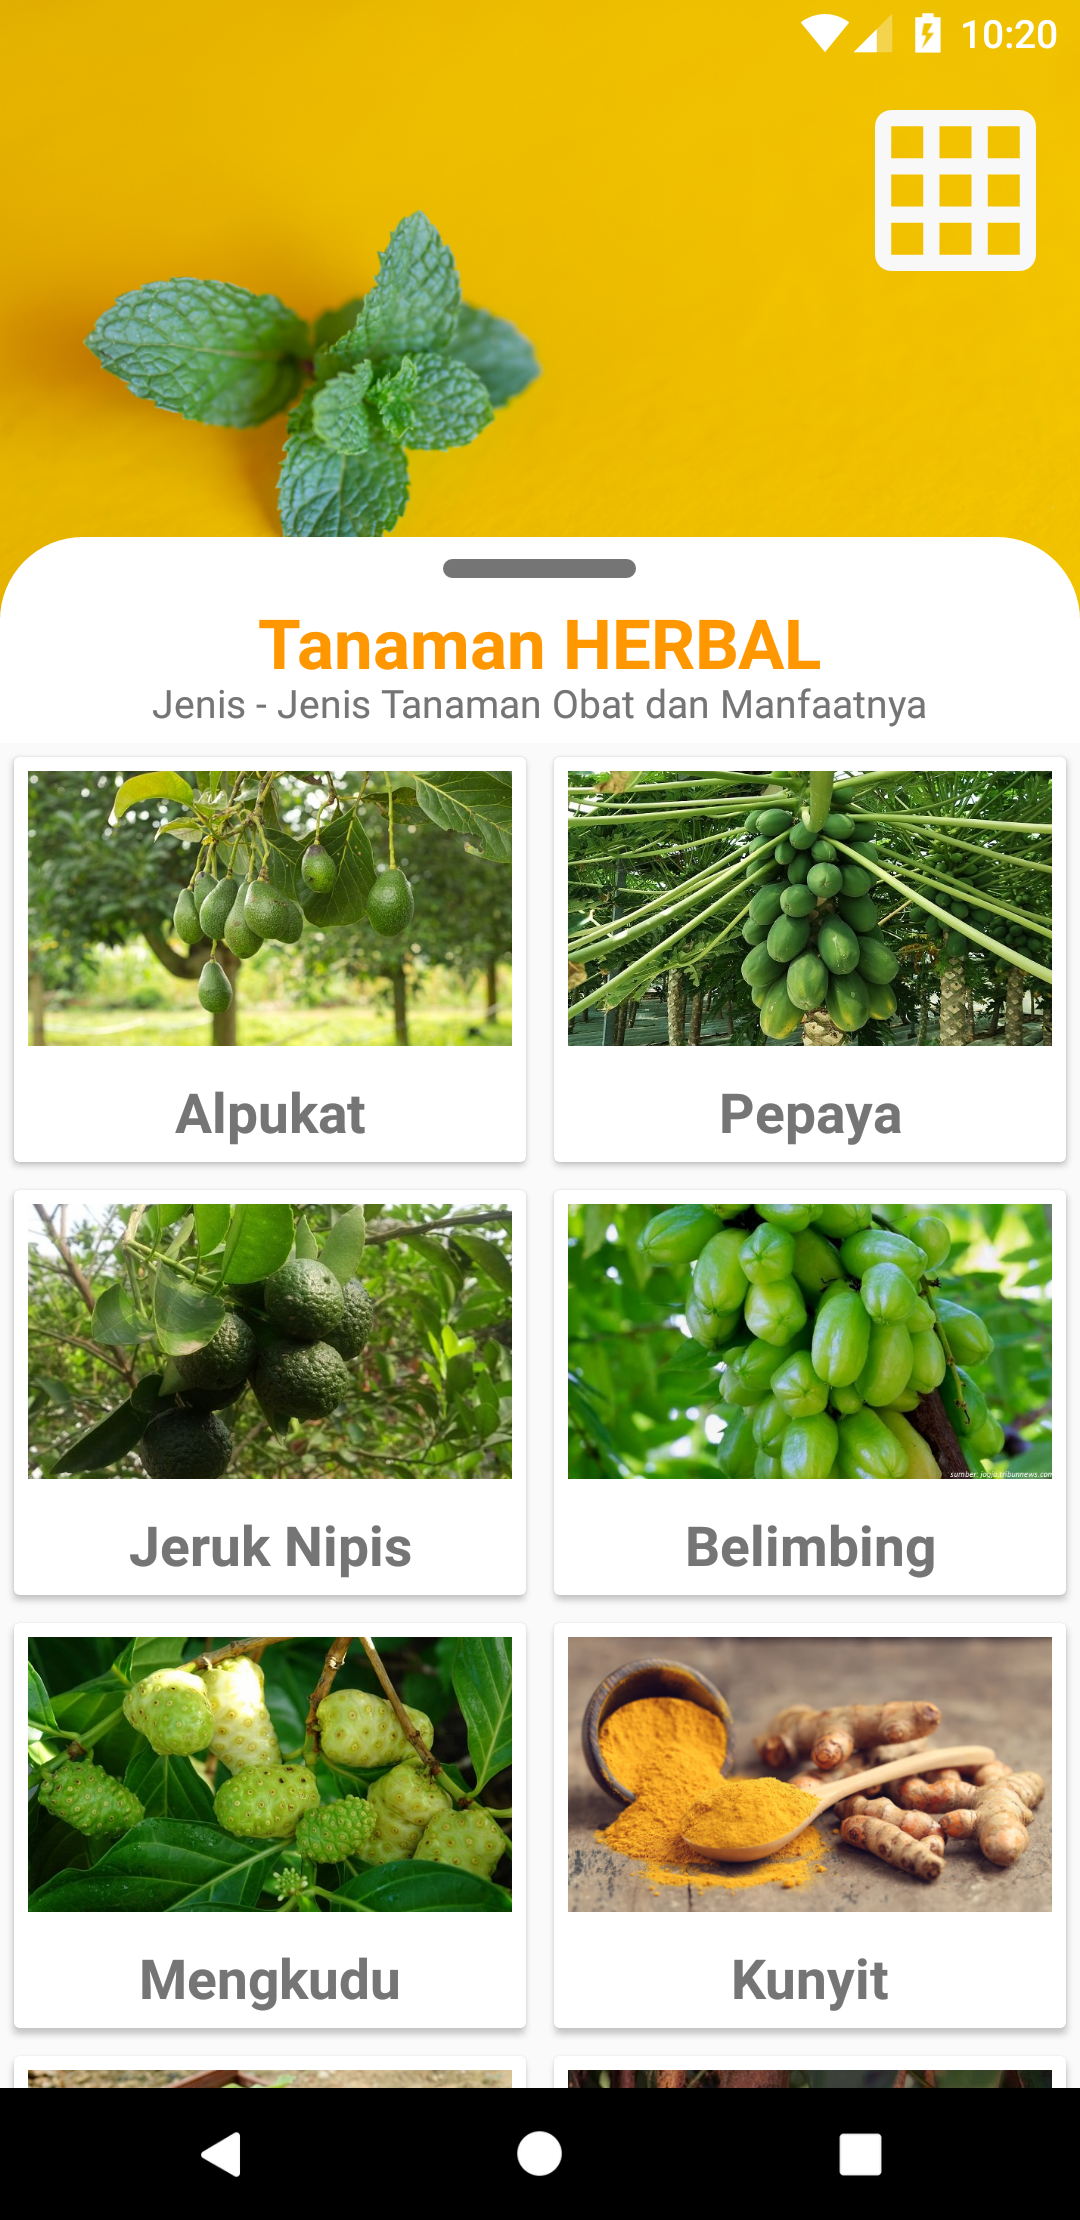 10:20
Tanaman HERBAL
Jenis - Jenis Tanaman Obat dan Manfaatnya
Alpukat
Pepaya
Jeruk Nipis
sumber: jogja.tribunnews.com
Belimbing
Mengkudu
Kunyit